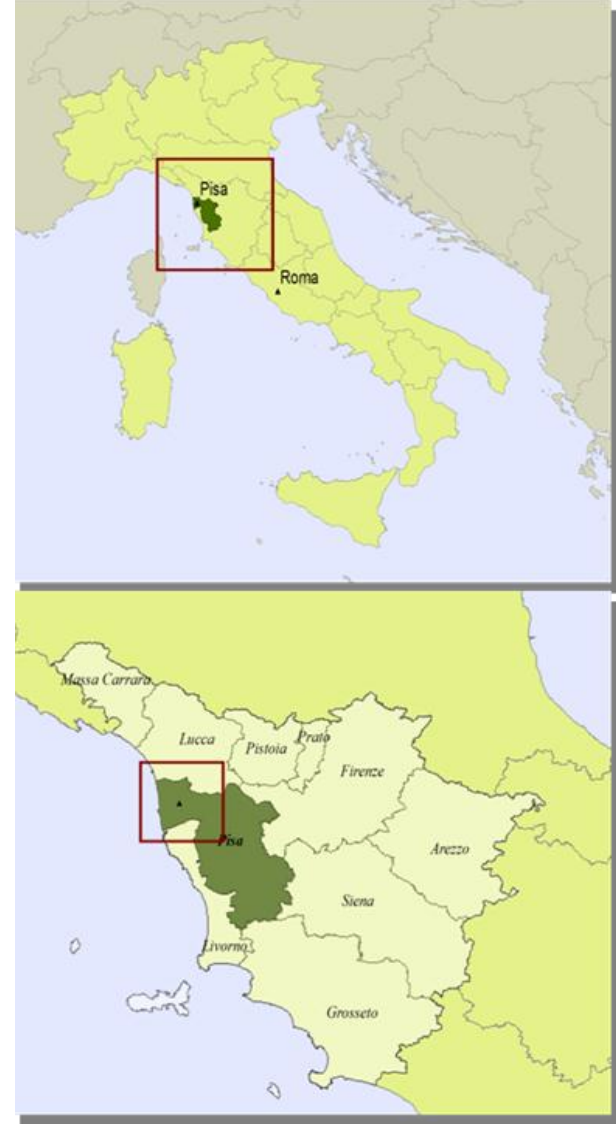 Pisa
Roma
Massa Carrara
Lucca
Pistoia
Prato
Firenze
Pisa
Arezzo
Siena
Livorno
Grosseto